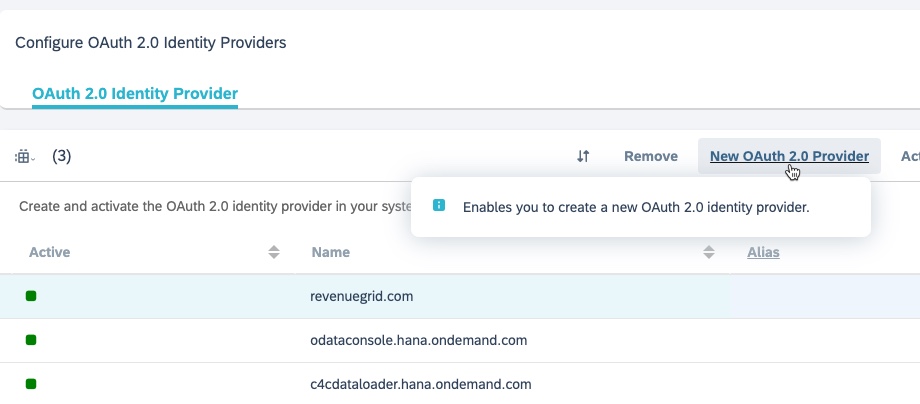 Configure OAuth 2.0 Identity Providers
OAuth 2.0 Identity Provider
(3)
Remove
New OAuth 2.0 Provider
Create and activate the OAuth 2.0 identity provider in your
Enables you to create a new OAuth 2.0 identity provider.
Active
Name
Alias
revenuegrid.com
odataconsole.hana.ondemand.com
c4cdataloader.hana.ondemand.com